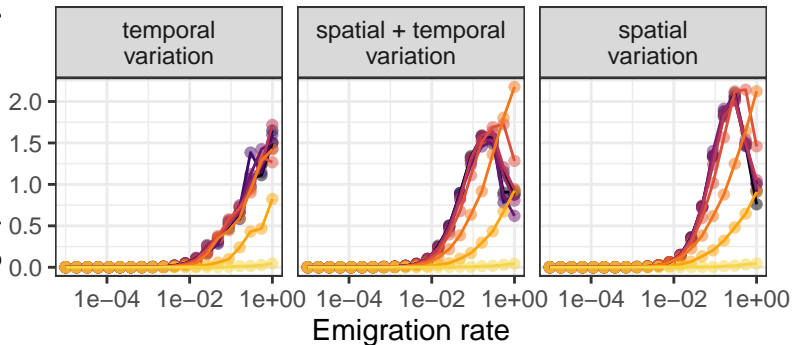 temporal
variation
spatial + temporal
variation
spatial
variation
2.0
1.5
1.0
0.5
0.0
1e−04 1e−02 1e+00 1e−04 1e−02 1e+00 1e−04 1e−02 1e+00
Emigration rate